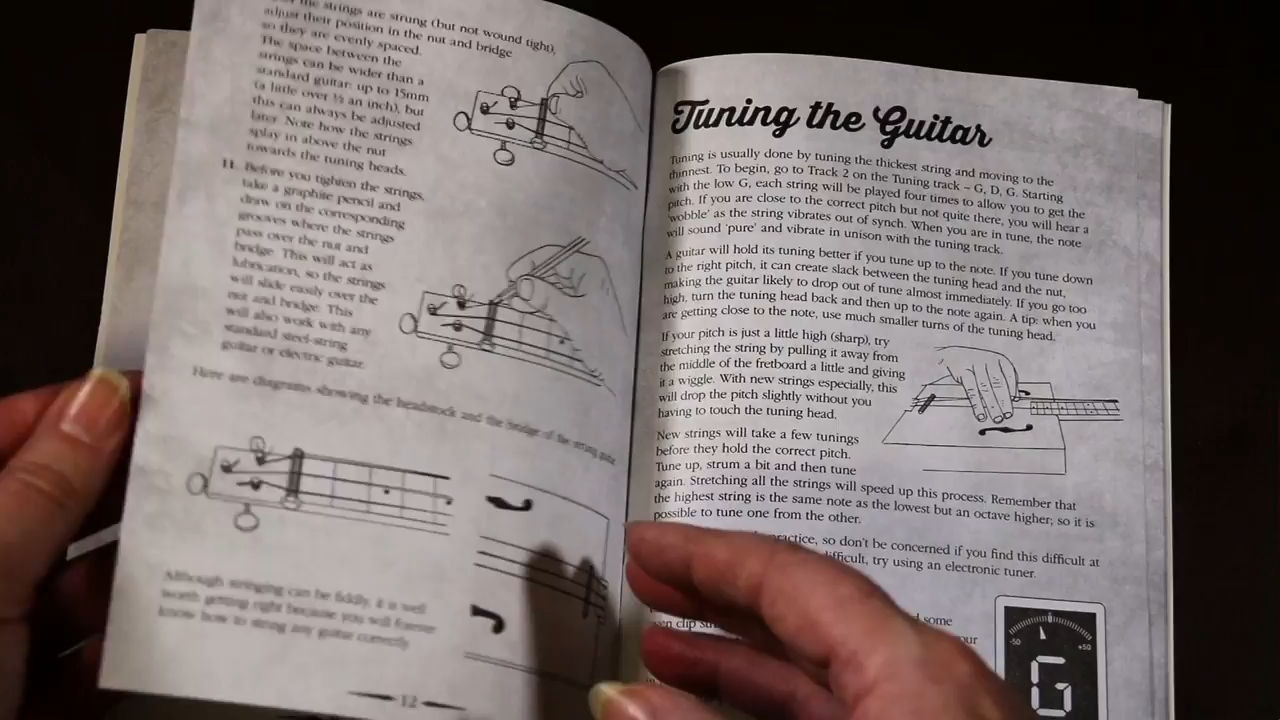 the strings are strung (but not wound tight),
adjust their position in the nut and bridge
so they are evenly spaced.
The space between the
strings can be wider than a
standard guitar: up to 15mm
(a little over ½ an inch), but
this can always be adjusted
later. Note how the strings
splay in above the nut
towards the tuning heads.
11. Before you tighten the strings,
take a graphite pencil and
draw on the corresponding
grooves where the strings
pass over the nut and
bridge. This will act as
lubrication, so the strings
will slide easily over the
nut and bridge. This
will also work with any
standard steel-string
guitar or electric guitar.
Here are diagrams showing the headstock and the bridge of the string guitar
Although stringing can be fiddly, it is well
worth getting right because you will forever
know how to string any guitar correctly.
12
Tuning the Guitar
Tuning is usually done by tuning the thickest string and moving to the
thinnest. To begin, go to Track 2 on the Tuning track – G, D, G. Starting
with the low G, each string will be played four times to allow you to get the
pitch. If you are close to the correct pitch but not quite there, you will hear a
'wobble' as the string vibrates out of synch. When you are in tune, the note
will sound 'pure' and vibrate in unison with the tuning track.
A guitar will hold its tuning better if you tune up to the note. If you tune down
to the right pitch, it can create slack between the tuning head and the nut,
making the guitar likely to drop out of tune almost immediately. If you go too
high, turn the tuning head back and then up to the note again. A tip: when you
are getting close to the note, use much smaller turns of the tuning head.
If your pitch is just a little high (sharp), try
stretching the string by pulling it away from
the middle of the fretboard a little and giving
it a wiggle. With new strings especially, this
will drop the pitch slightly without you
having to touch the tuning head.
New strings will take a few tunings
before they hold the correct pitch.
Tune up, strum a bit and then tune
again. Stretching all the strings will speed up this process. Remember that
the highest string is the same note as the lowest but an octave higher; so it is
possible to tune one from the other.
practice, so don't be concerned if you find this difficult at
difficult, try using an electronic tuner.
some
clip
-50 +50
G